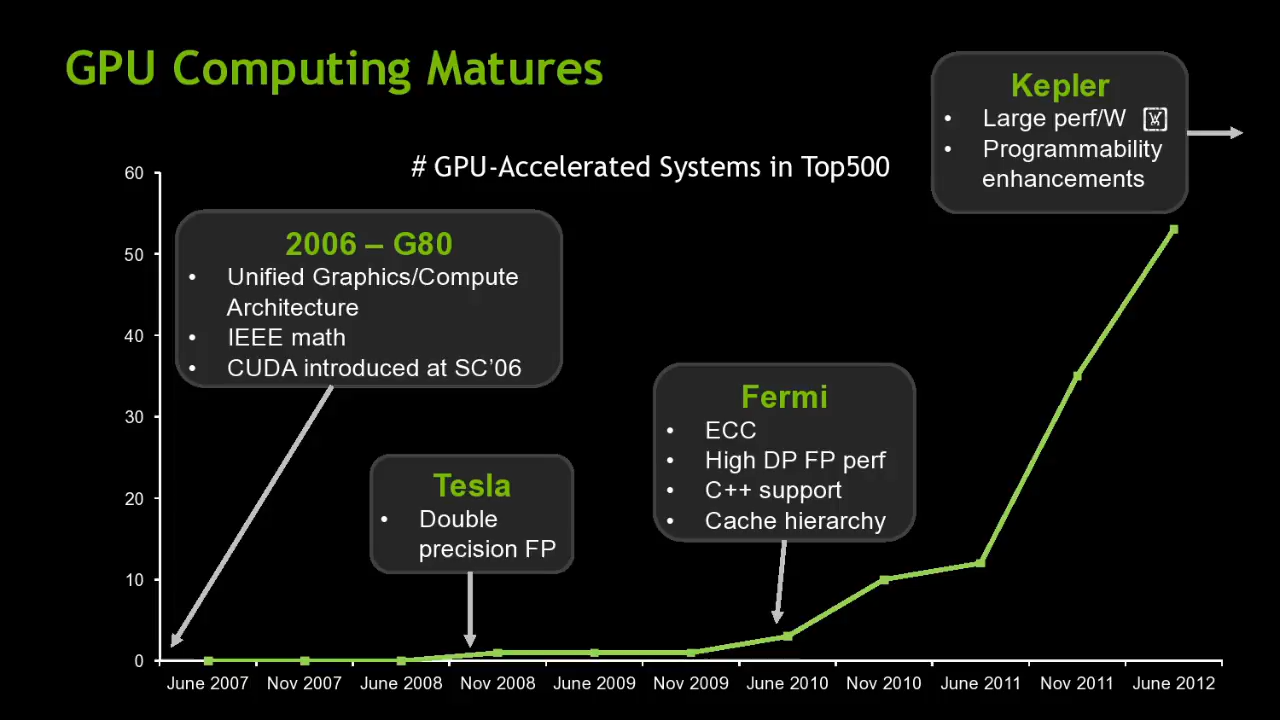 GPU Computing Matures
Kepler
• Large perf/W
• Programmability
enhancements
# GPU-Accelerated Systems in Top500
60
50
40
30
20
10
0
2006 – G80
• Unified Graphics/Compute
Architecture
• IEEE math
• CUDA introduced at SC’06
Tesla
• Double
precision FP
Fermi
• ECC
• High DP FP perf
• C++ support
• Cache hierarchy
June 2007
Nov 2007
June 2008
Nov 2008
June 2009
Nov 2009
June 2010
Nov 2010
June 2011
Nov 2011
June 2012